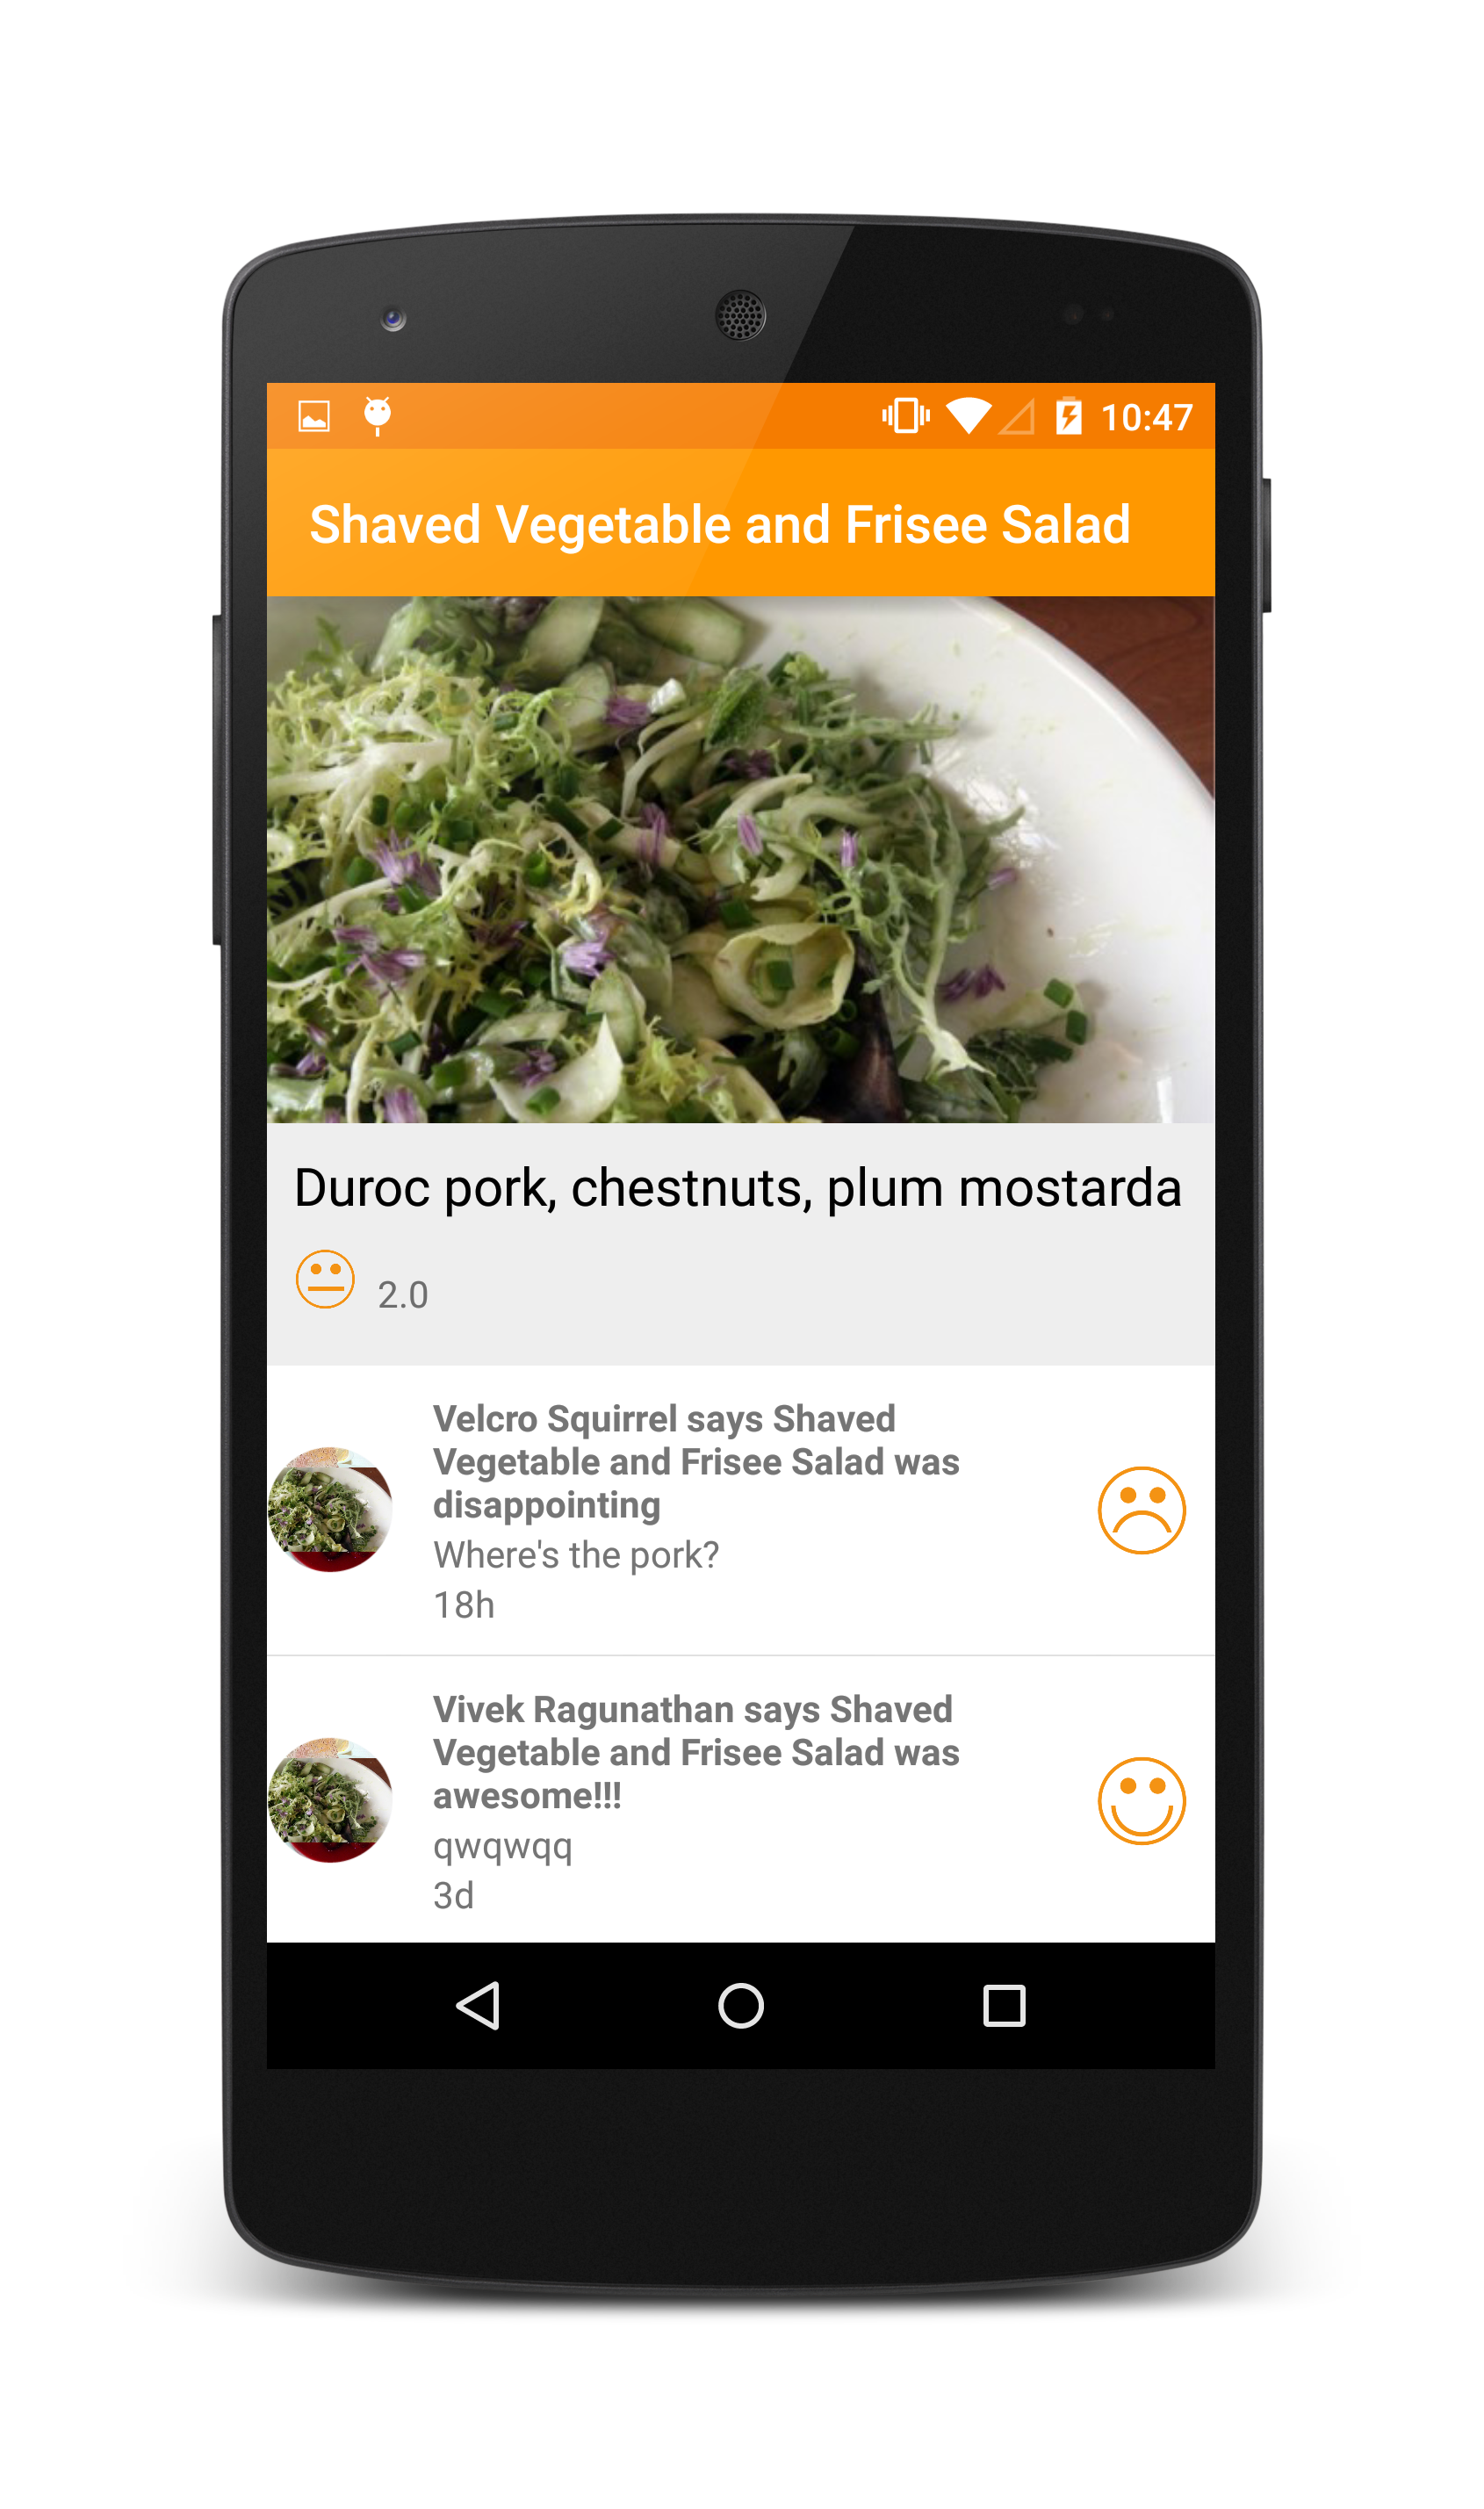 10:47
Shaved Vegetable and Frisee Salad
Duroc pork, chestnuts, plum mostarda
2.0
Velcro Squirrel says Shaved
Vegetable and Frisee Salad was
disappointing
Where's the pork?
18h
Vivek Ragunathan says Shaved
Vegetable and Frisee Salad was
awesome!!!
qwqwqq
3d